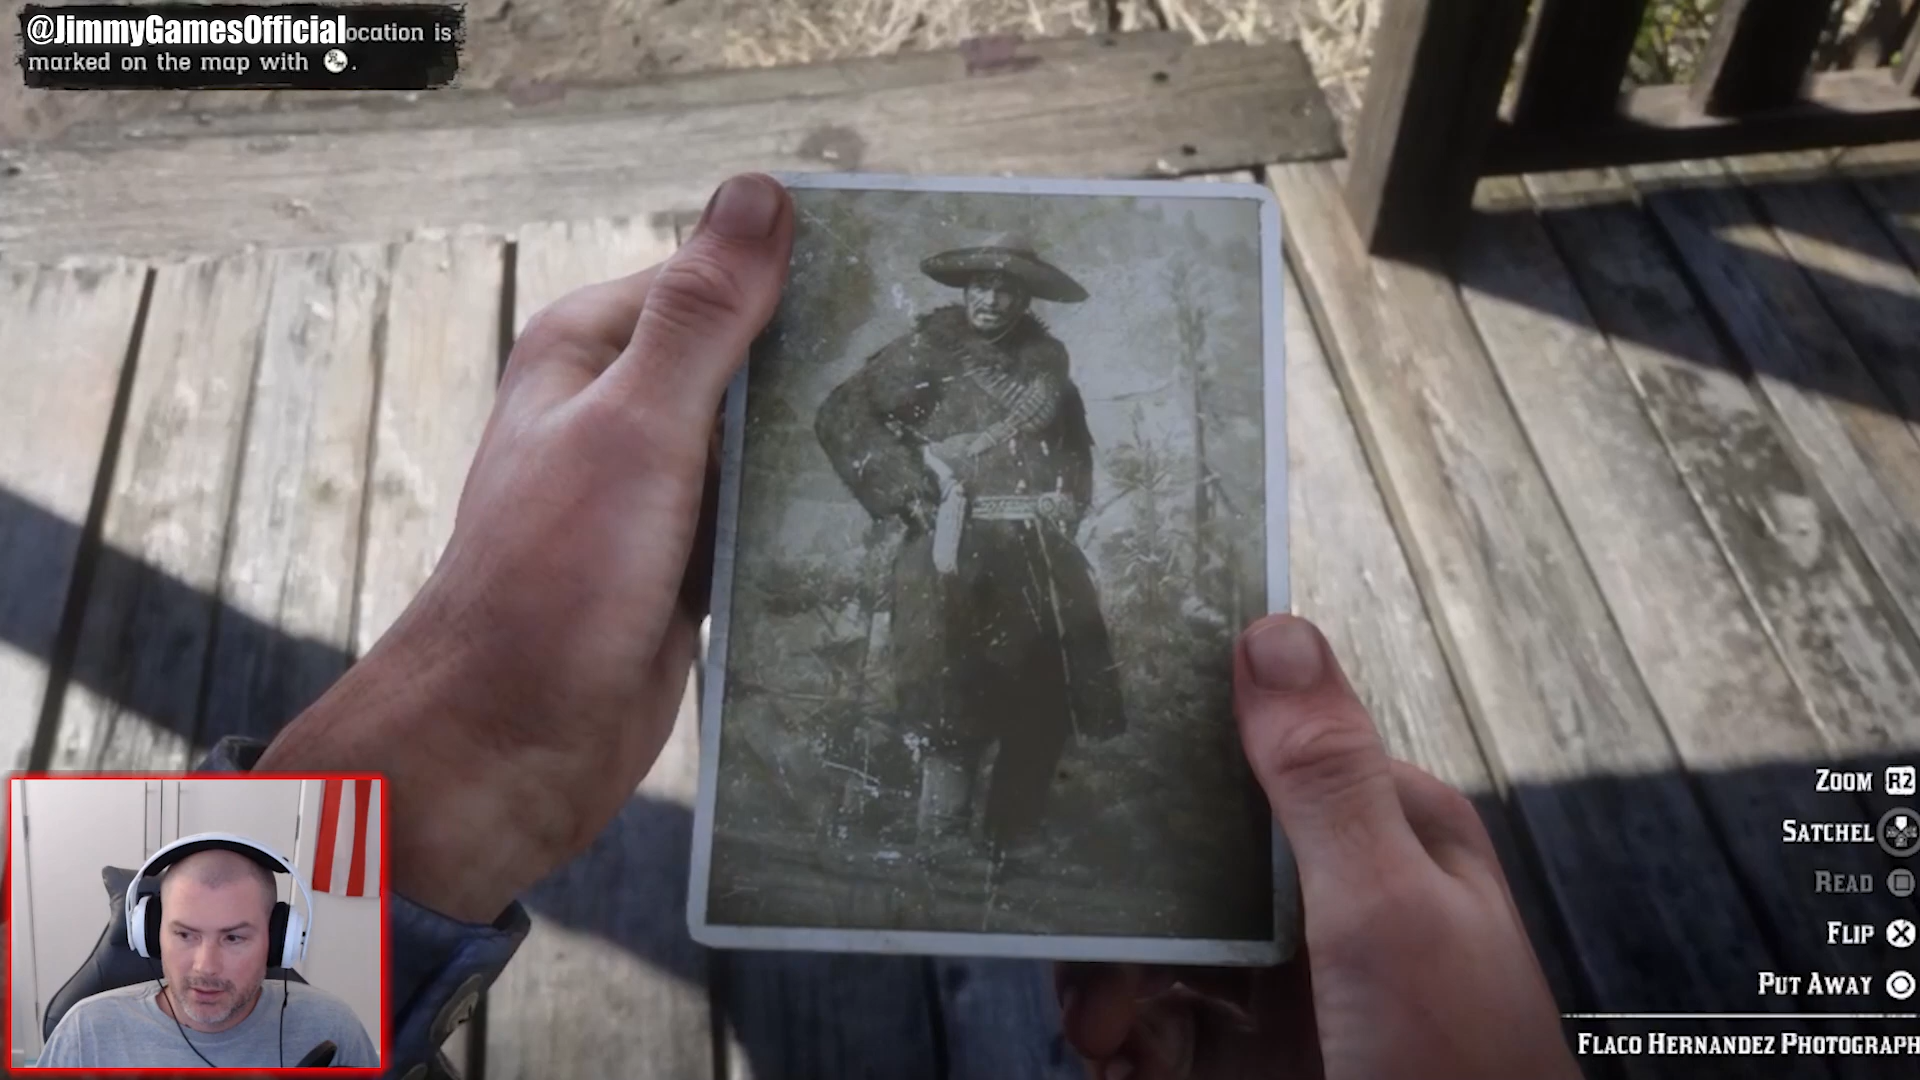 @JimmyGamesOfficial ocation is
marked on the map with .
ZOOM R2
SATCHEL
READ
FLIP
PUT AWAY
FLACO HERNANDEZ PHOTOGRAPH